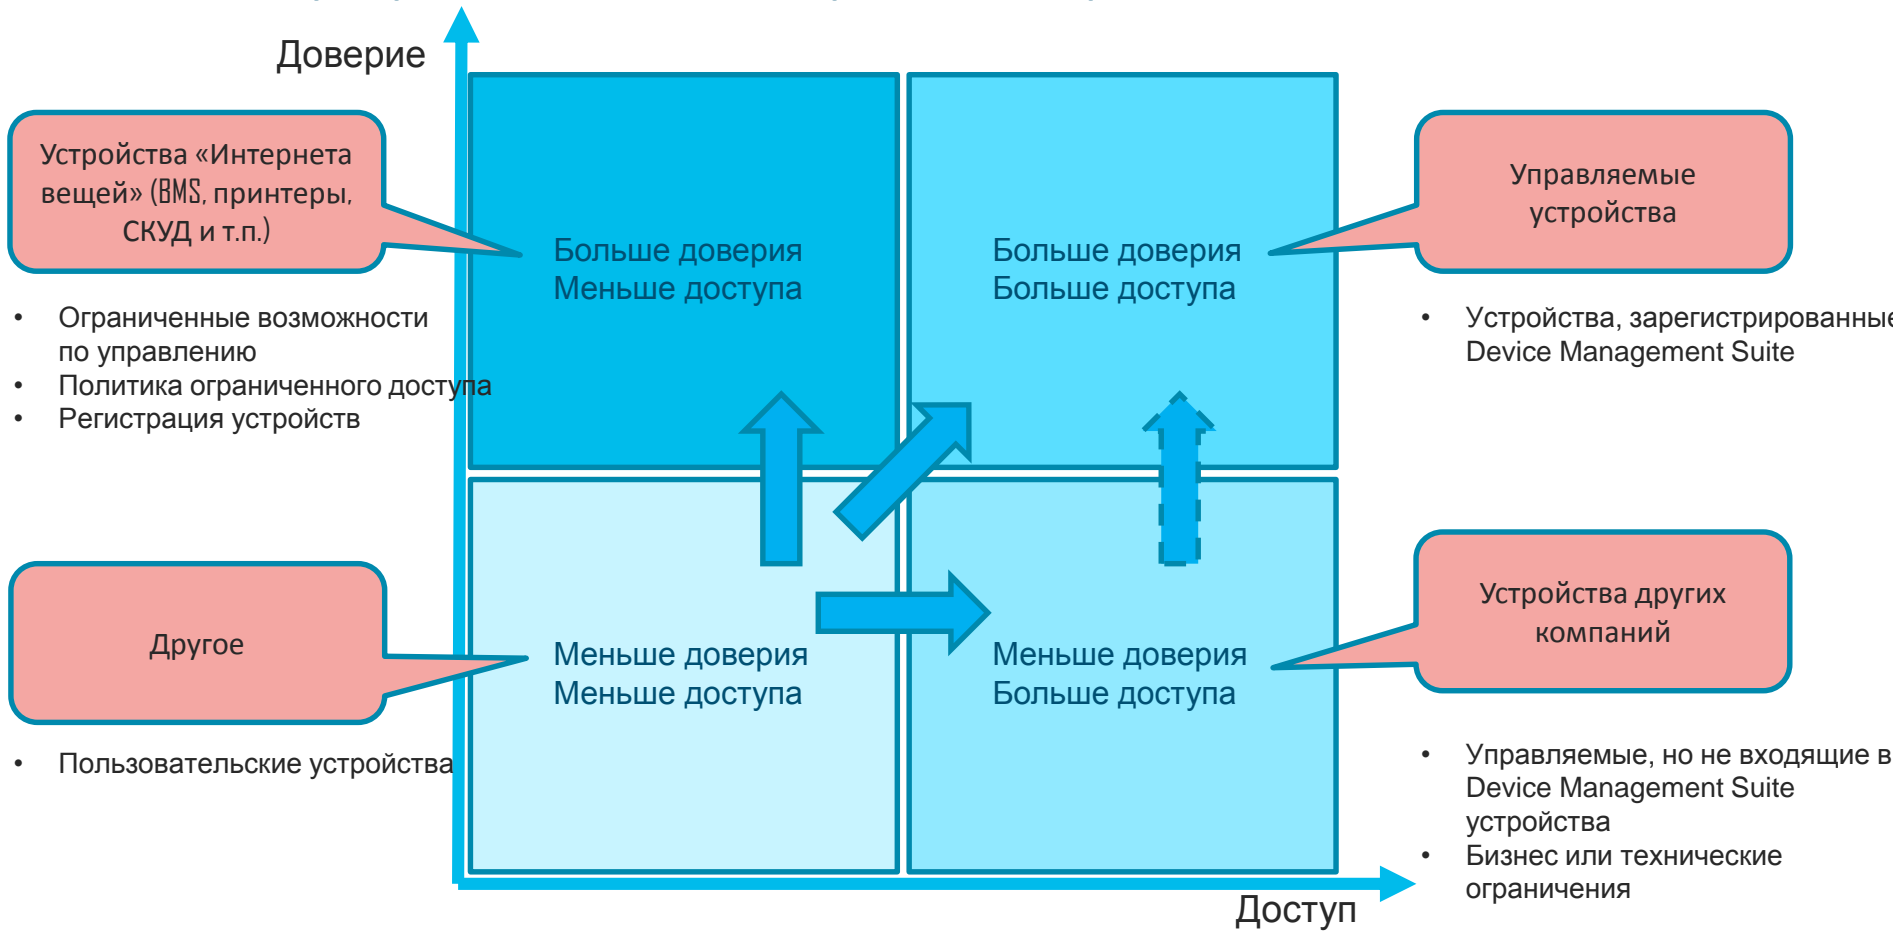 Доверие
Устройства «Интернета
вещей» (BMS, принтеры,
СКУД и т.п.)
• Ограниченные возможности
по управлению
• Политика ограниченного доступа
• Регистрация устройств
Больше доверия
Меньше доступа
Больше доверия
Больше доступа
Управляемые
устройства
• Устройства, зарегистрированные
Device Management Suite
Другое
• Пользовательские устройства
Меньше доверия
Меньше доступа
Меньше доверия
Больше доступа
Устройства других
компаний
• Управляемые, но не входящие в
Device Management Suite
устройства
• Бизнес или технические
ограничения
Доступ